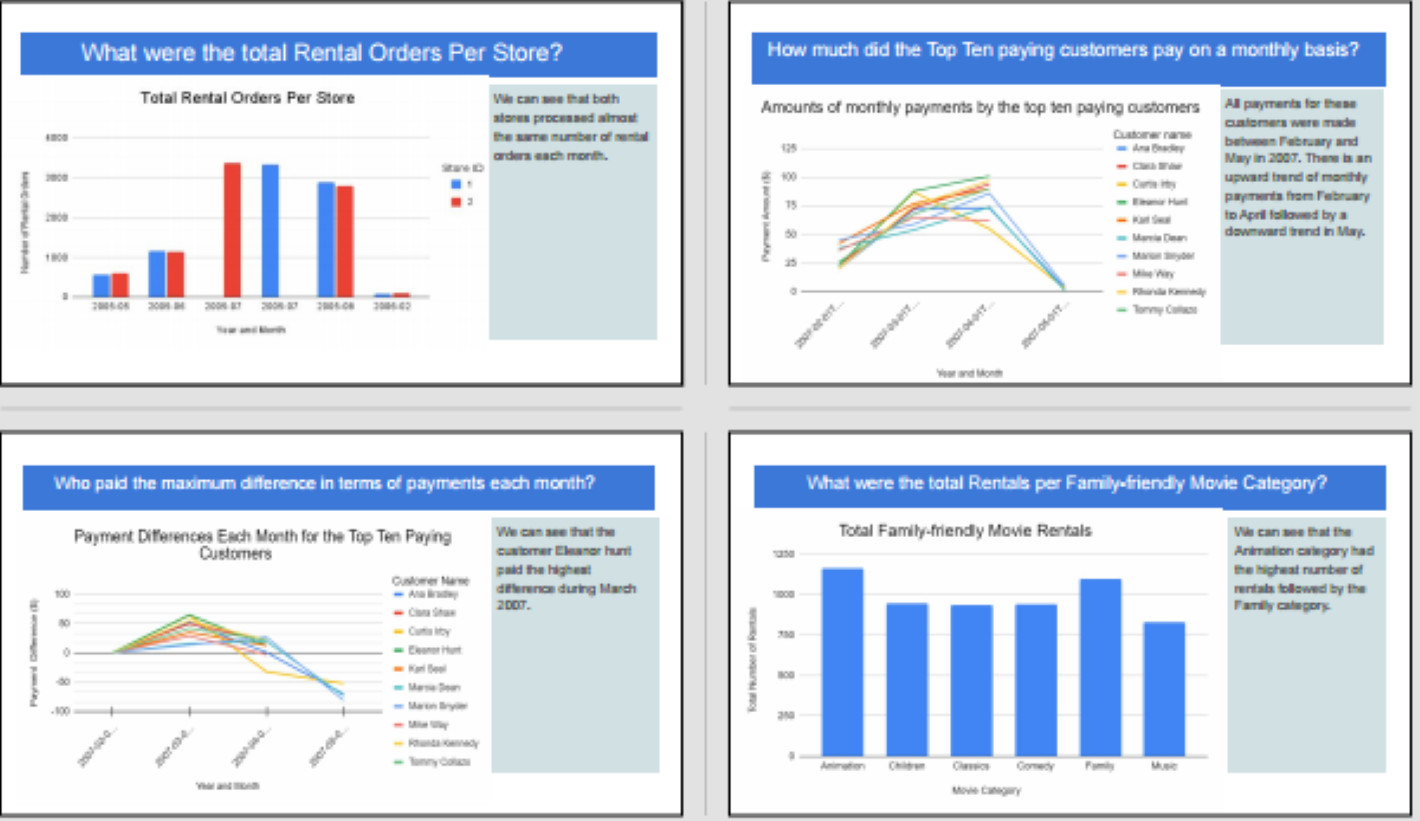 What were the total Rental Orders Per Store?
Total Rental Orders Per Store
We can see that both
stores processed almost
the same number of rental
orders each month.
4000
3000
2000
1000
0
Number of Rental Orders
Store ID
1
2
2005-05 2005-06 2005-07 2005-07 2005-08 2006-02
Year and Month
How much did the Top Ten paying customers pay on a monthly basis?
Amounts of monthly payments by the top ten paying customers
All payments for these
customers were made
between February and
May in 2007. There is an
upward trend of monthly
payments from February
to April followed by a
downward trend in May.
125
100
75
50
25
0
Payment Amount ($)
Customer name
Ana Bradley
Clara Shaw
Curtis Irby
Eleanor Hunt
Karl Seal
Marcia Dean
Marion Snyder
Mike Way
Rhonda Kennedy
Tommy Collazo
2007-02-01T... 2007-03-01T... 2007-04-01T... 2007-05-01T...
Year and Month
Who paid the maximum difference in terms of payments each month?
Payment Differences Each Month for the Top Ten Paying
Customers
We can see that the
customer Eleanor hunt
paid the highest
difference during March
2007.
100
50
0
-50
-100
Payment Difference ($)
Customer Name
Ana Bradley
Clara Shaw
Curtis Irby
Eleanor Hunt
Karl Seal
Marcia Dean
Marion Snyder
Mike Way
Rhonda Kennedy
Tommy Collazo
2007-02-0... 2007-03-0... 2007-04-0... 2007-05-0...
Year and Month
What were the total Rentals per Family-friendly Movie Category?
Total Family-friendly Movie Rentals
We can see that the
Animation category had
the highest number of
rentals followed by the
Family category.
1250
1000
750
500
250
0
Total Number of Rentals
Animation Children Classics Comedy Family Music
Movie Category